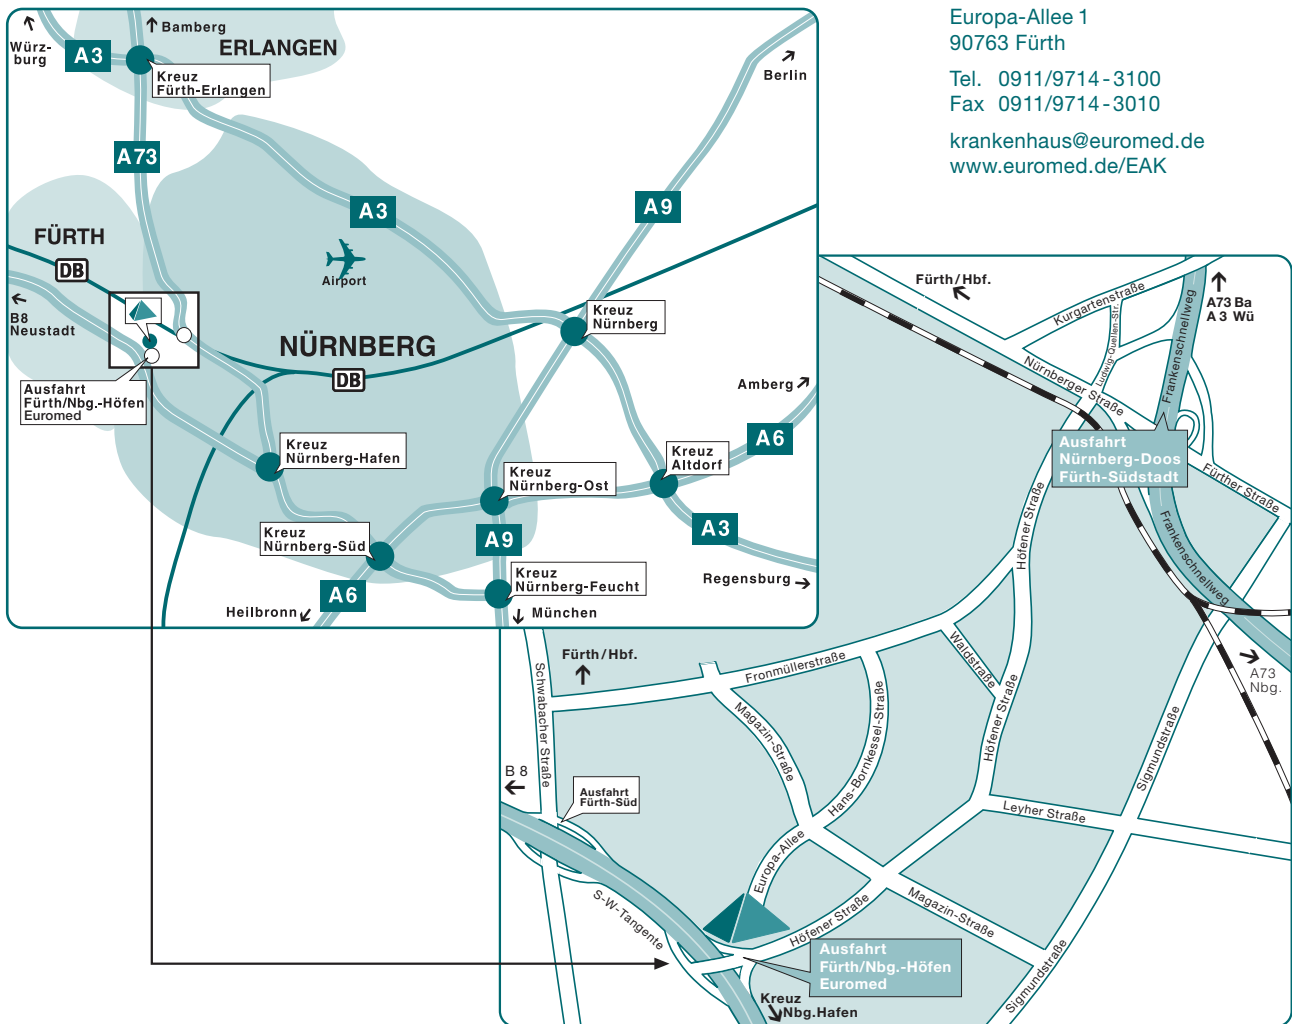 Europa-Allee 1
90763 Fürth
Tel. 0911/9714-3100
Fax 0911/9714-3010
krankenhaus@euromed.de
www.euromed.de/EAK
Würz-
burg
A3
Bamberg
ERLANGEN
Kreuz
Fürth-Erlangen
Berlin
A73
A3
A9
FÜRTH
DB
Airport
B8
Neustadt
Kreuz
Nürnberg
NÜRNBERG
DB
Ausfahrt
Fürth/Nbg.-Höfen
Euromed
Amberg
A6
Kreuz
Nürnberg-Hafen
Kreuz
Altdorf
Kreuz
Nürnberg-Ost
Kreuz
Nürnberg-Süd
A9
A3
Kreuz
Nürnberg-Feucht
A6
Regensburg
Heilbronn
München
Fürth/Hbf.
Kurgartenstraße
A73 Ba
A3 Wü
Ludwig-Quellen-Str.
Frankenschnellweg
Nürnberger Straße
Ausfahrt
Nürnberg-Doos
Fürth-Südstadt
Fürther Straße
Höfener Straße
Frankenschnellweg
A73
Nbg.
Fürth/Hbf.
Fronmüllerstraße
Waldstraße
Schwabacher Straße
Magazin-Straße
Hans-Bornkessel-Straße
Höfener Straße
Sigmundstraße
B 8
Ausfahrt
Fürth-Süd
Leyher Straße
Europa-Allee
S-W-Tangente
Höfener Straße
Magazin-Straße
Ausfahrt
Fürth/Nbg.-Höfen
Euromed
Sigmundstraße
Kreuz
Nbg.Hafen